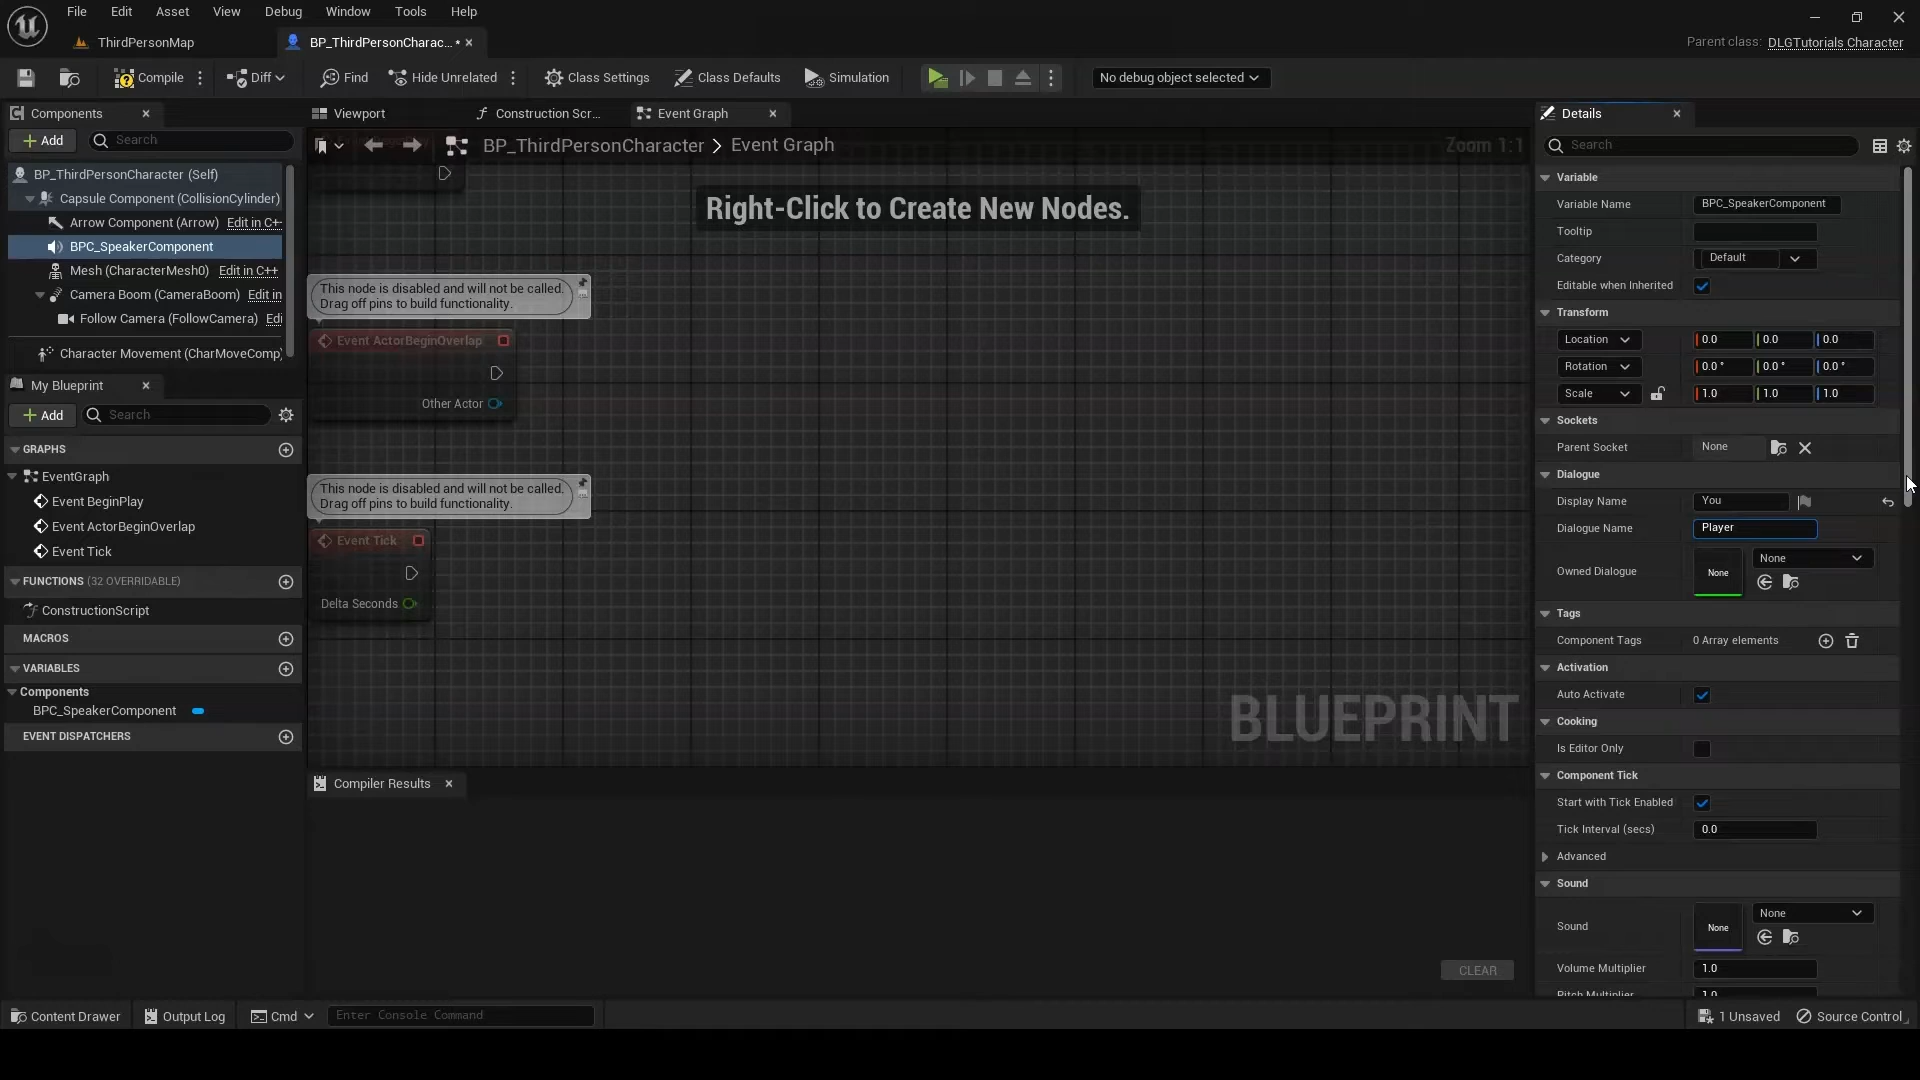 File Edit Asset View Debug Window Tools Help
ThirdPersonMap
BP_ThirdPersonCharac... *
Parent class: DLGTutorials Character
Compile
Diff
Find
Hide Unrelated
Class Settings
Class Defaults
Simulation
No debug object selected
Components
Add
Search
BP_ThirdPersonCharacter (Self)
Capsule Component (CollisionCylinder)
Arrow Component (Arrow) Edit in C++
BPC_SpeakerComponent
Mesh (CharacterMesh0) Edit in C++
Camera Boom (CameraBoom) Edit in
Follow Camera (FollowCamera) Edi
Character Movement (CharMoveComp)
My Blueprint
Add
Search
GRAPHS
EventGraph
Event BeginPlay
Event ActorBeginOverlap
Event Tick
FUNCTIONS (32 OVERRIDABLE)
ConstructionScript
MACROS
VARIABLES
Components
BPC_SpeakerComponent
EVENT DISPATCHERS
Viewport
Construction Scr...
Event Graph
BP_ThirdPersonCharacter > Event Graph
Zoom 1:1
Right-Click to Create New Nodes.
This node is disabled and will not be called.
Drag off pins to build functionality.
Event ActorBeginOverlap
Other Actor
This node is disabled and will not be called.
Drag off pins to build functionality.
Event Tick
Delta Seconds
BLUEPRINT
Compiler Results
CLEAR
Details
Search
Variable
Variable Name BPC_SpeakerComponent
Tooltip
Category Default
Editable when Inherited
Transform
Location 0.0 0.0 0.0
Rotation 0.0 ° 0.0 ° 0.0 °
Scale 1.0 1.0 1.0
Sockets
Parent Socket None
Dialogue
Display Name You
Dialogue Name Player
Owned Dialogue None None
Tags
Component Tags 0 Array elements
Activation
Auto Activate
Cooking
Is Editor Only
Component Tick
Start with Tick Enabled
Tick Interval (secs) 0.0
Advanced
Sound
Sound None None
Volume Multiplier 1.0
Pitch Multiplier 1.0
Content Drawer
Output Log
Cmd
Enter Console Command
1 Unsaved
Source Control